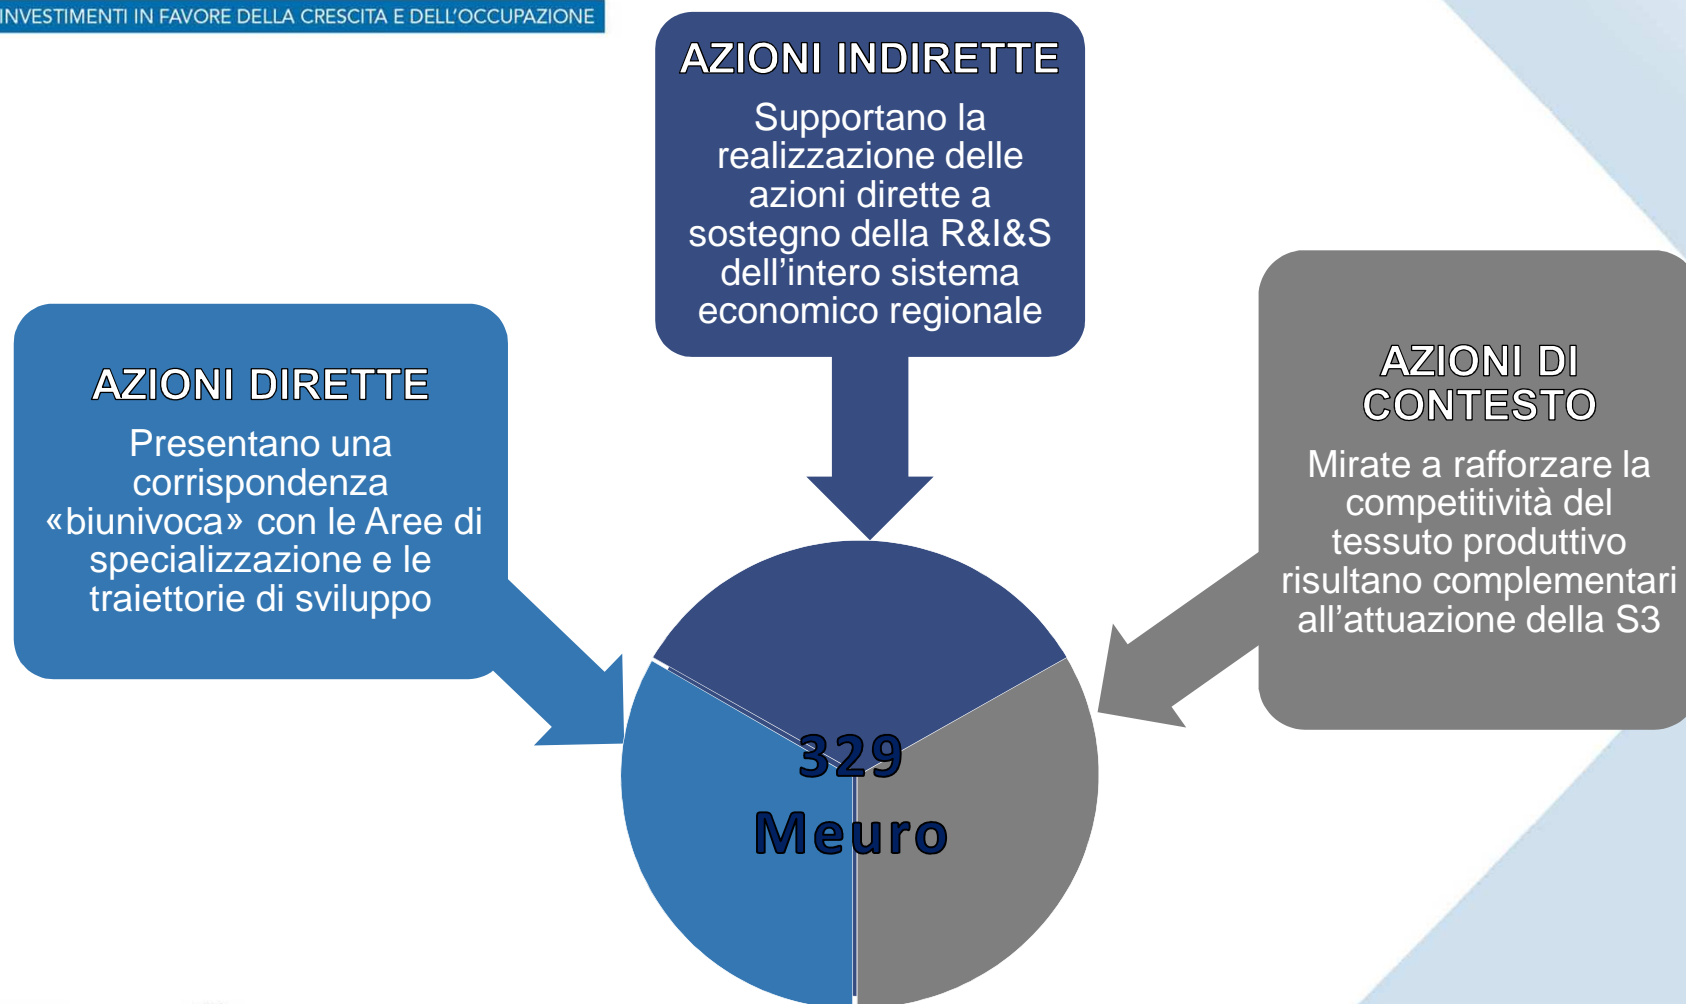 INVESTIMENTI IN FAVORE DELLA CRESCITA E DELL'OCCUPAZIONE
AZIONI INDIRETTE
Supportano la
realizzazione delle
azioni dirette a
sostegno della R&I&S
dell’intero sistema
economico regionale
AZIONI DIRETTE
Presentano una
corrispondenza
«biunivoca» con le Aree di
specializzazione e le
traiettorie di sviluppo
AZIONI DI
CONTESTO
Mirate a rafforzare la
competitività del
tessuto produttivo
risultano complementari
all’attuazione della S3
329
Meuro